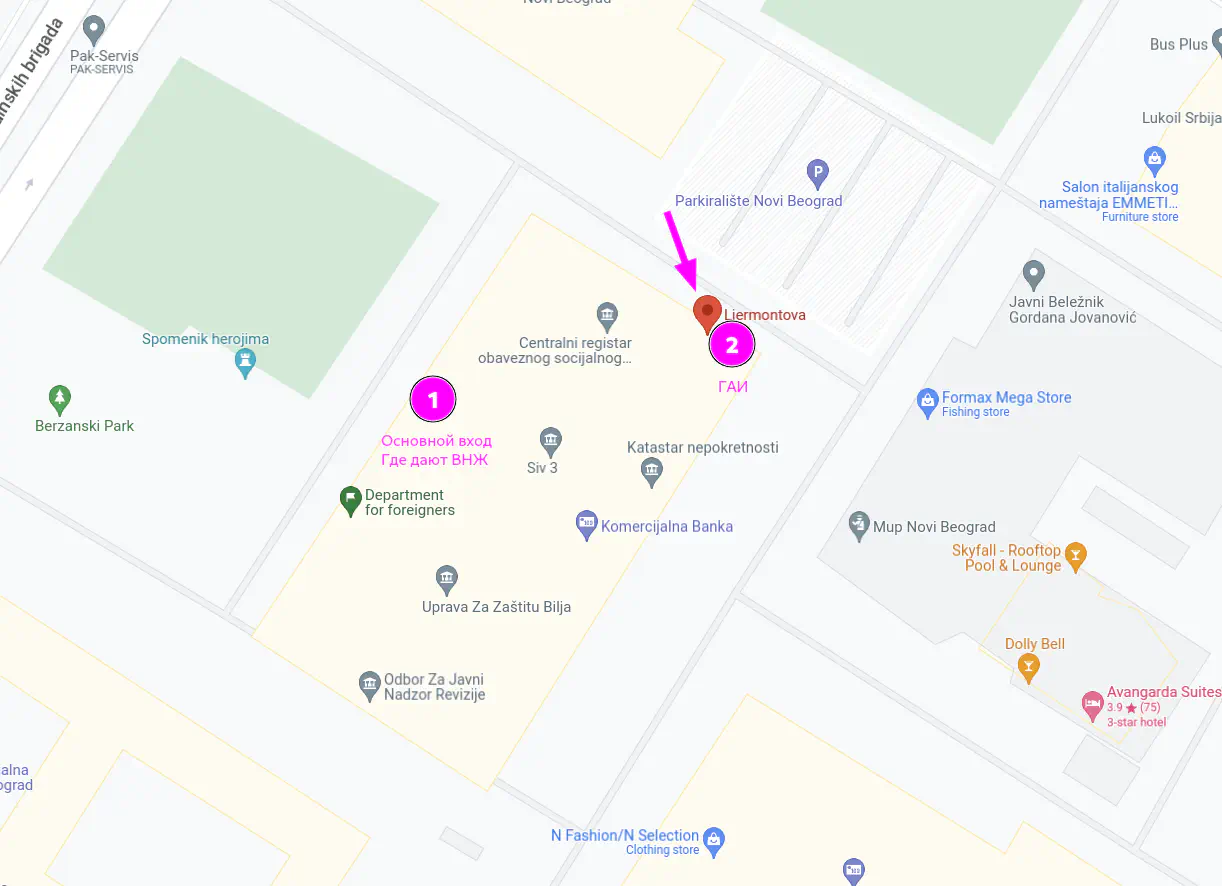 Novi Beograd
inskih brigada
Pak-Servis
PAK-SERVIS
Bus Plus
Lukoil Srbija
P
Parkiralište Novi Beograd
Salon italijanskog
nameštaja EMMETI...
Furniture store
Javni Beležnik
Gordana Jovanović
Liermontova
2
ГАИ
Centralni registar
obaveznog socijalnog...
Spomenik herojima
Berzanski Park
1
Основной вход
Где дают ВНЖ
Formax Mega Store
Fishing store
Siv 3
Katastar nepokretnosti
Department
for foreigners
Komercijalna Banka
Mup Novi Beograd
Skyfall - Rooftop
Pool & Lounge
Uprava Za Zaštitu Bilja
Dolly Bell
Odbor Za Javni
Nadzor Revizije
Avangarda Suites
3.9 ★ (75)
3-star hotel
alna
ograd
N Fashion/N Selection
Clothing store